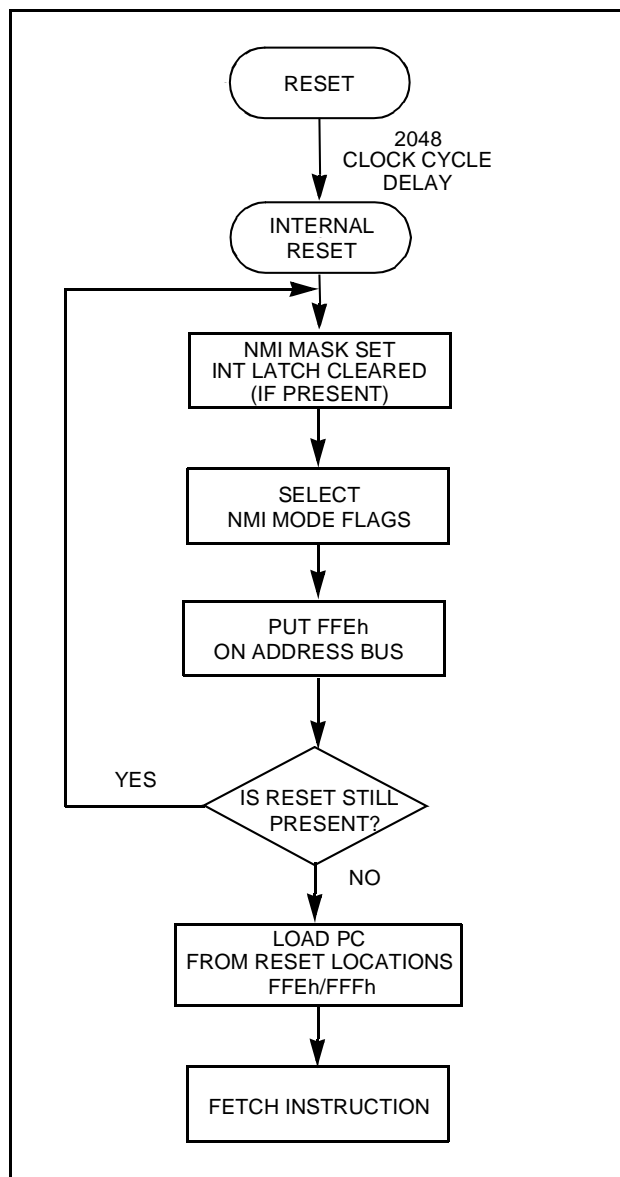 RESET
2048
CLOCK CYCLE
DELAY
INTERNAL
RESET
NMI MASK SET
INT LATCH CLEARED
(IF PRESENT)
SELECT
NMI MODE FLAGS
PUT FFEh
ON ADDRESS BUS
YES
IS RESET STILL
PRESENT?
NO
LOAD PC
FROM RESET LOCATIONS
FFEh/FFFh
FETCH INSTRUCTION